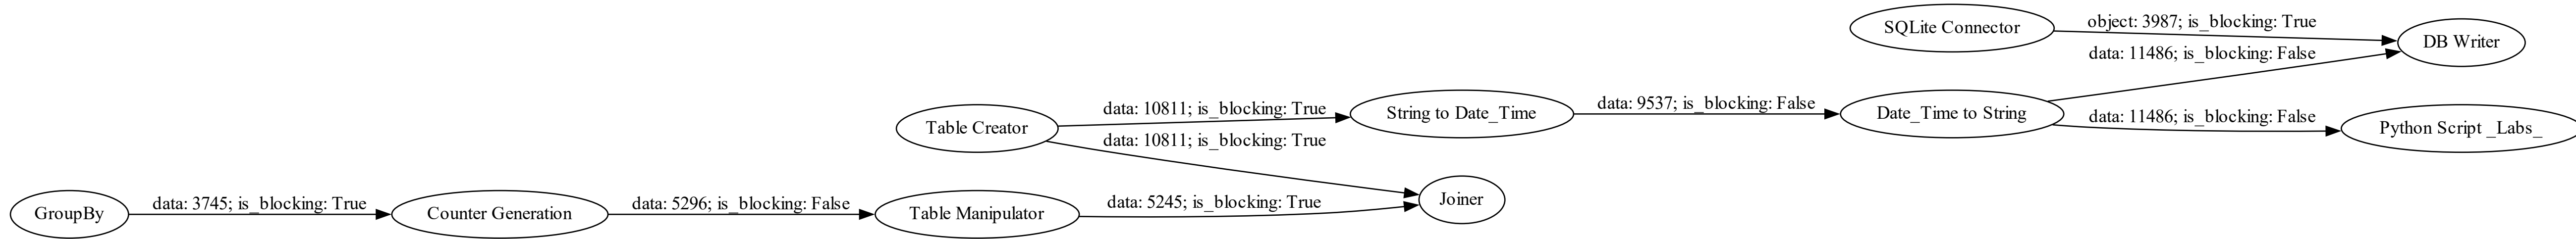 SQLite Connector
object: 3987; is_blocking: True
DB Writer
data: 11486; is_blocking: False
Table Creator
data: 10811; is_blocking: True
String to Date_Time
data: 9537; is_blocking: False
Date_Time to String
data: 11486; is_blocking: False
Python Script _Labs_
data: 10811; is_blocking: True
GroupBy
data: 3745; is_blocking: True
Counter Generation
data: 5296; is_blocking: False
Table Manipulator
data: 5245; is_blocking: True
Joiner